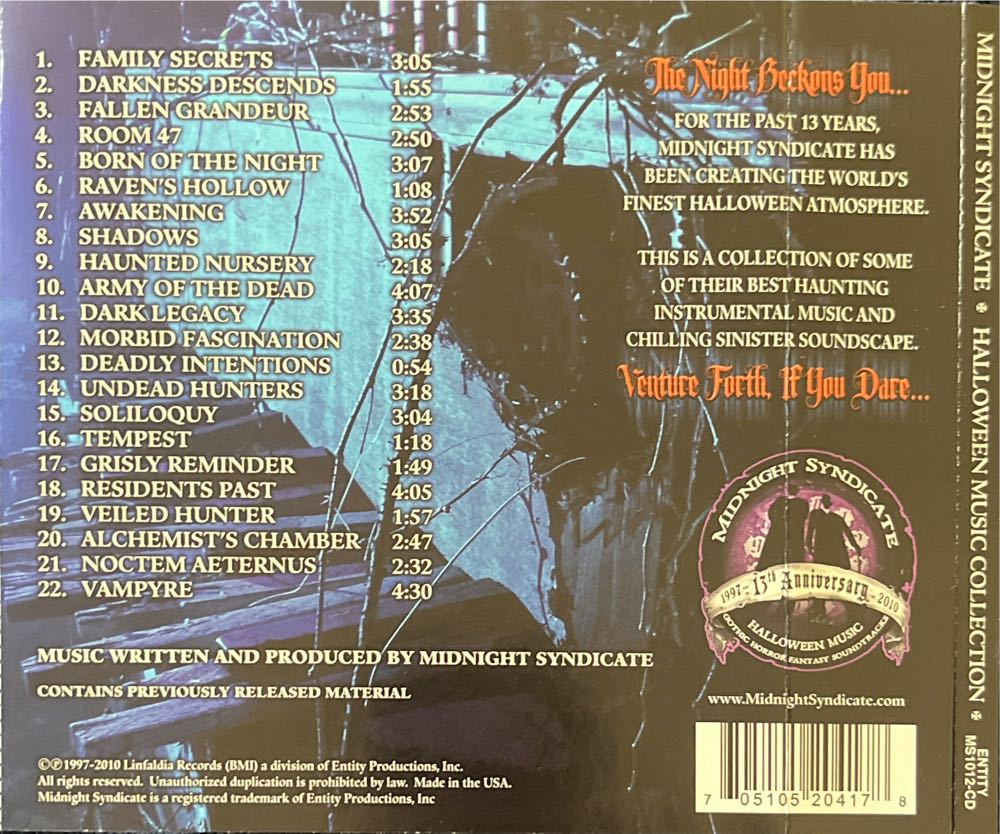 1. FAMILY SECRETS 3:05
2. DARKNESS DESCENDS 1:55
3. FALLEN GRANDEUR 2:53
4. ROOM 47 2:50
5. BORN OF THE NIGHT 3:07
6. RAVEN'S HOLLOW 1:08
7. AWAKENING 3:52
8. SHADOWS 3:05
9. HAUNTED NURSERY 2:18
10. ARMY OF THE DEAD 4:07
11. DARK LEGACY 3:35
12. MORBID FASCINATION 2:38
13. DEADLY INTENTIONS 0:54
14. UNDEAD HUNTERS 3:18
15. SOLILOQUY 3:04
16. TEMPEST 1:18
17. GRISLY REMINDER 1:49
18. RESIDENTS PAST 4:05
19. VEILED HUNTER 1:57
20. ALCHEMIST'S CHAMBER 2:47
21. NOCTEM AETERNUS 2:32
22. VAMPYRE 4:30
MUSIC WRITTEN AND PRODUCED BY MIDNIGHT SYNDICATE
CONTAINS PREVIOUSLY RELEASED MATERIAL
©℗1997-2010 Linfaldia Records (BMI) a division of Entity Productions, Inc.
All rights reserved. Unauthorized duplication is prohibited by law. Made in the USA.
Midnight Syndicate is a registered trademark of Entity Productions, Inc
The Night Beckons You...
FOR THE PAST 13 YEARS,
MIDNIGHT SYNDICATE HAS
BEEN CREATING THE WORLD'S
FINEST HALLOWEEN ATMOSPHERE.
THIS IS A COLLECTION OF SOME
OF THEIR BEST HAUNTING
INSTRUMENTAL MUSIC AND
CHILLING SINISTER SOUNDSCAPE.
Venture Forth, If You Dare...
MIDNIGHT SYNDICATE
1997 - 13th Anniversary - 2010
HALLOWEEN MUSIC
GOTHIC HORROR FANTASY SOUNDTRACKS
www.MidnightSyndicate.com
7 05105 20417 8
MIDNIGHT SYNDICATE ✠ HALLOWEEN MUSIC COLLECTION ✠
ENTITY
MS1012-CD